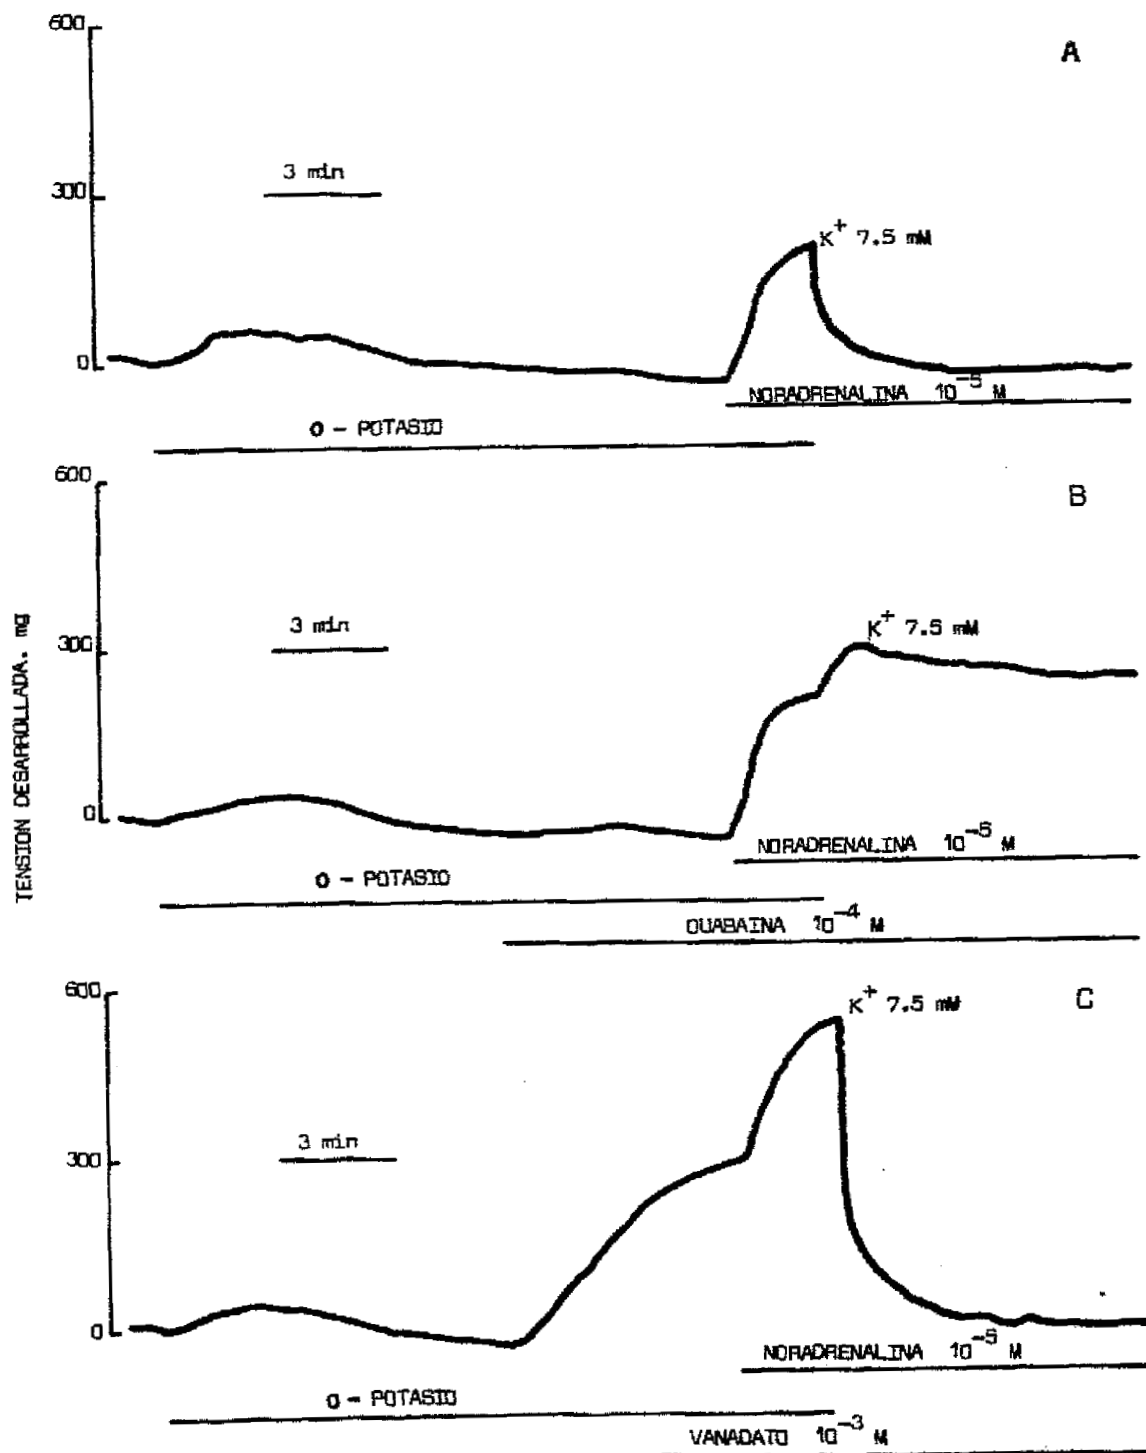 TENSION DESARROLLADA. mg
600
A
3 min
300
K+ 7.5 mM
0
NORADRENALINA 10-5 M
0 - POTASIO
600
B
3 min
300
K+ 7.5 mM
0
NORADRENALINA 10-5 M
0 - POTASIO
OUABAINA 10-4 M
600
C
K+ 7.5 mM
3 min
300
0
NORADRENALINA 10-5 M
0 - POTASIO
VANADATO 10-3 M